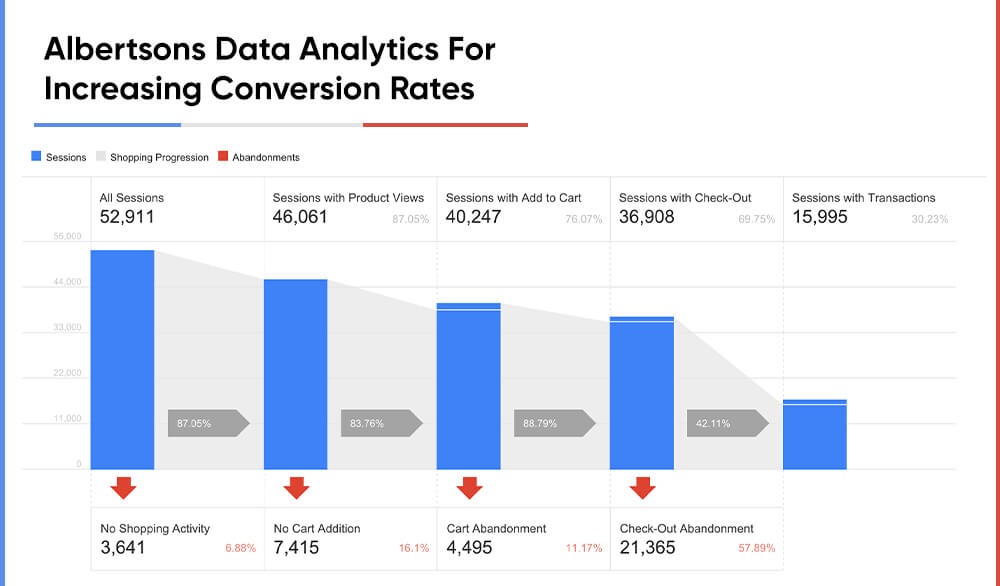 Albertsons Data Analytics For
Increasing Conversion Rates
Sessions Shopping Progression Abandonments
All Sessions
52,911
Sessions with Product Views
46,061 87.05%
Sessions with Add to Cart
40,247 76.07%
Sessions with Check-Out
36,908 69.75%
Sessions with Transactions
15,995 30.23%
55,000
44,000
33,000
22,000
11,000
0
87.05%
83.76%
88.79%
42.11%
No Shopping Activity
3,641 6.88%
No Cart Addition
7,415 16.1%
Cart Abandonment
4,495 11.17%
Check-Out Abandonment
21,365 57.89%